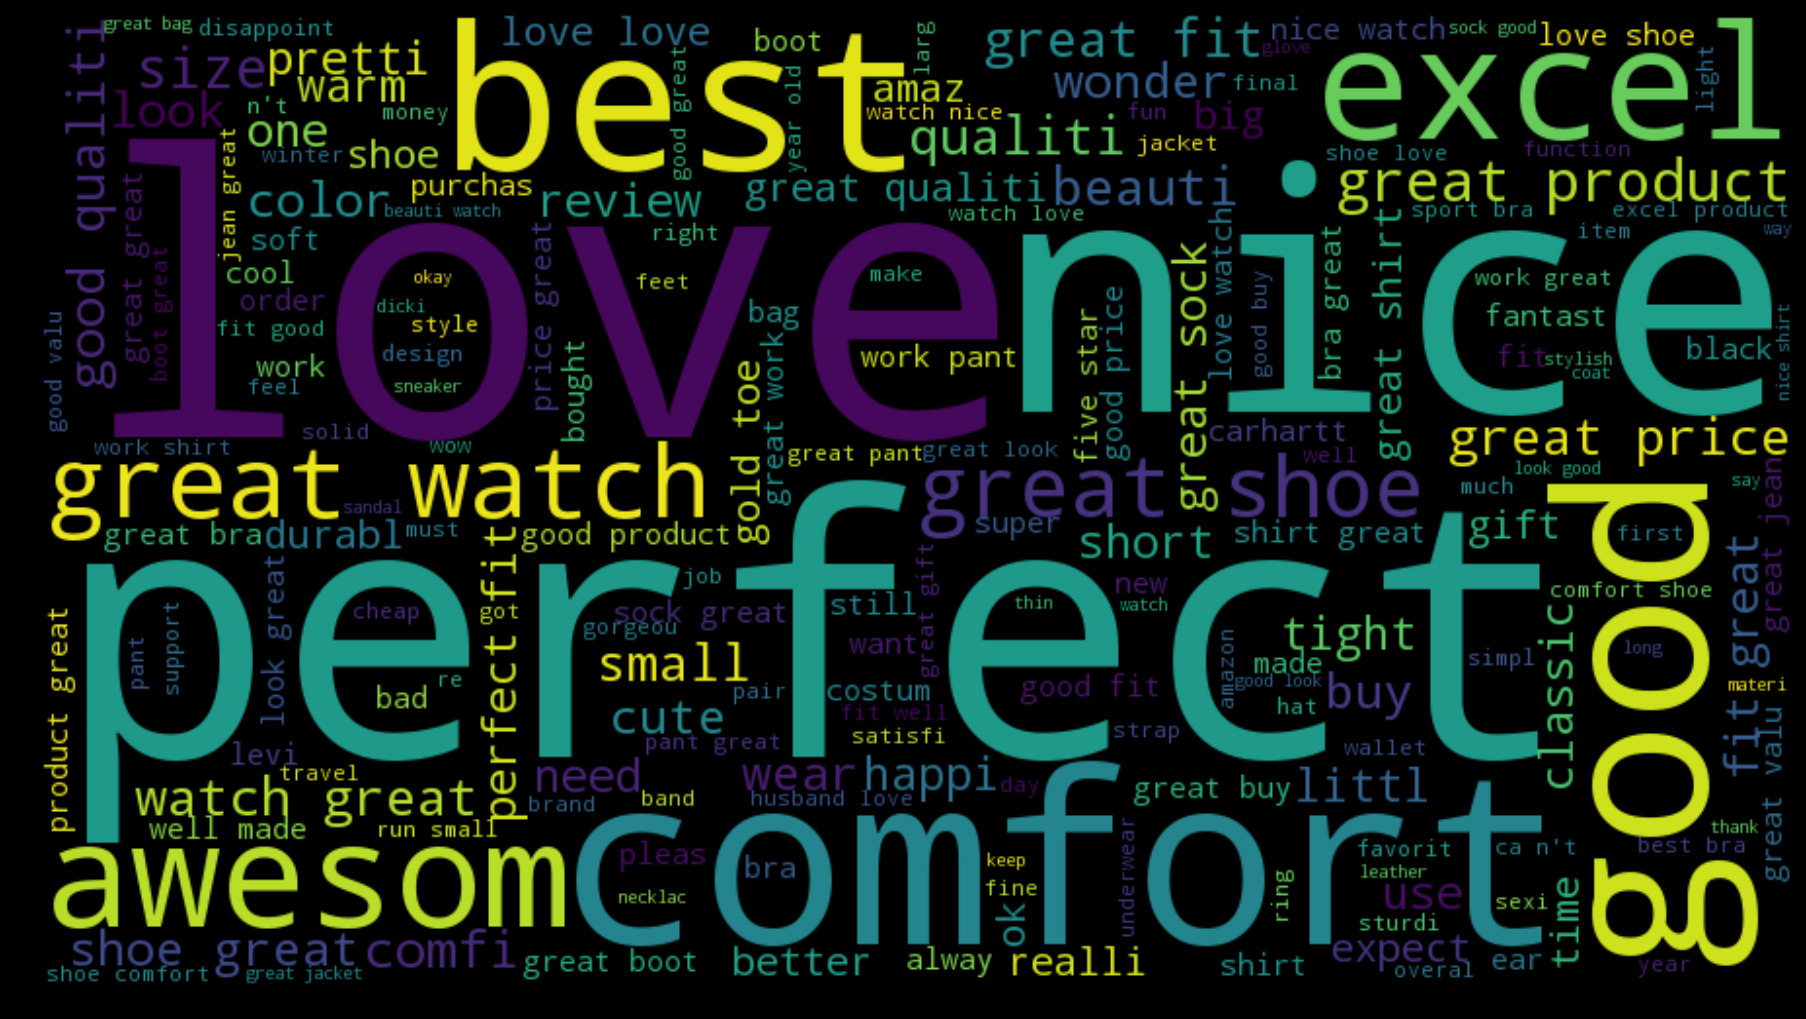 great bag
disappoint
love love
best
boot
larg
great fit
nice watch
sock good
love shoe
excel
good qualiti
size
pretti
warm
good great
year old
amaz
wonder
glove
final
light
look
n't
money
one
watch nice
fun
big
qualiti
jacket
winter
shoe
shoe love
function
jean great
love
color
purchas
beauti watch
review
great qualiti
beauti
great product
watch love
sport bra
excel product
item
way
great great
boot great
soft
cool
order
fit good
work
feel
okay
dicki
style
design
sneaker
price great
bought
right
feet
make
bag
work pant
nice
great sock
love watch
good buy
bra great
great shirt
work great
fantast
fit
stylish
coat
black
nice shirt
good valu
five star
good price
work shirt
solid
wow
gold toe
great work
great pant
great look
carhartt
well
great price
look good
great watch
sandal
great shoe
much
say
great jean
great bra
durabl
must
good product
super
short
shirt great
gift
good
first
perfect
perfect fit
look great
great gift
job
new
watch
thin
comfort shoe
product great
pant
support
cheap
got
sock great
gorgeou
still
want
tight
made
amazon
good look
simpl
classic
long
fit great
materi
small
bad
re
pair
costum
good fit
hat
buy
cute
fit well
satisfi
strap
wallet
levi
pant great
travel
need
wear
happi
day
great buy
littl
great valu
watch great
brand
band
husband love
well made
run small
thank
awesom
comfort
pleas
bra
keep
fine
underwear
favorit
leather
ca n't
best bra
necklac
ok
ring
use
sexi
sturdi
time
shoe great
comfi
great boot
better
alway
realli
shirt
expect
overal
ear
year
shoe comfort
great jacket